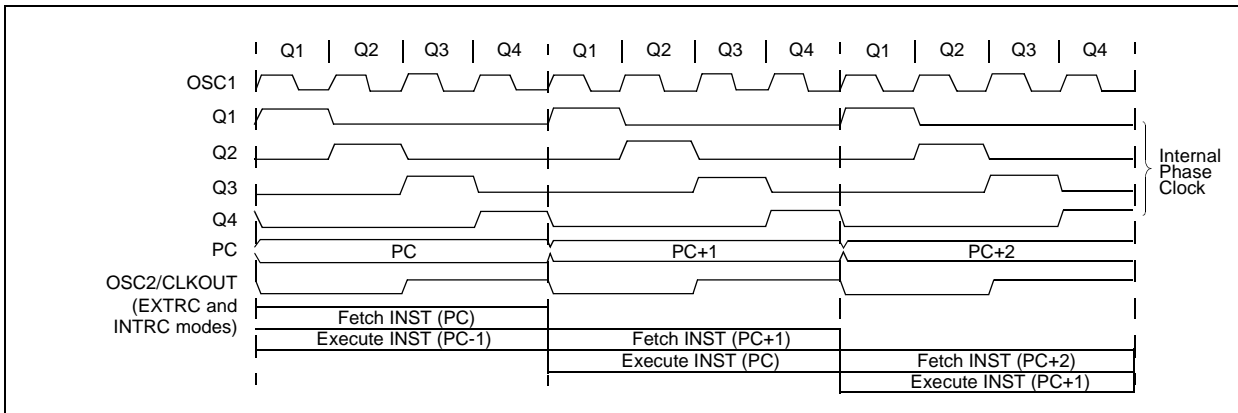 Q1 Q2 Q3 Q4 Q1 Q2 Q3 Q4 Q1 Q2 Q3 Q4
OSC1
Q1
Q2
Q3
Q4
PC
PC PC+1 PC+2
OSC2/CLKOUT
(EXTRC and
INTRC modes)
Internal
Phase
Clock
Fetch INST (PC)
Execute INST (PC-1) Fetch INST (PC+1)
Execute INST (PC) Fetch INST (PC+2)
Execute INST (PC+1)